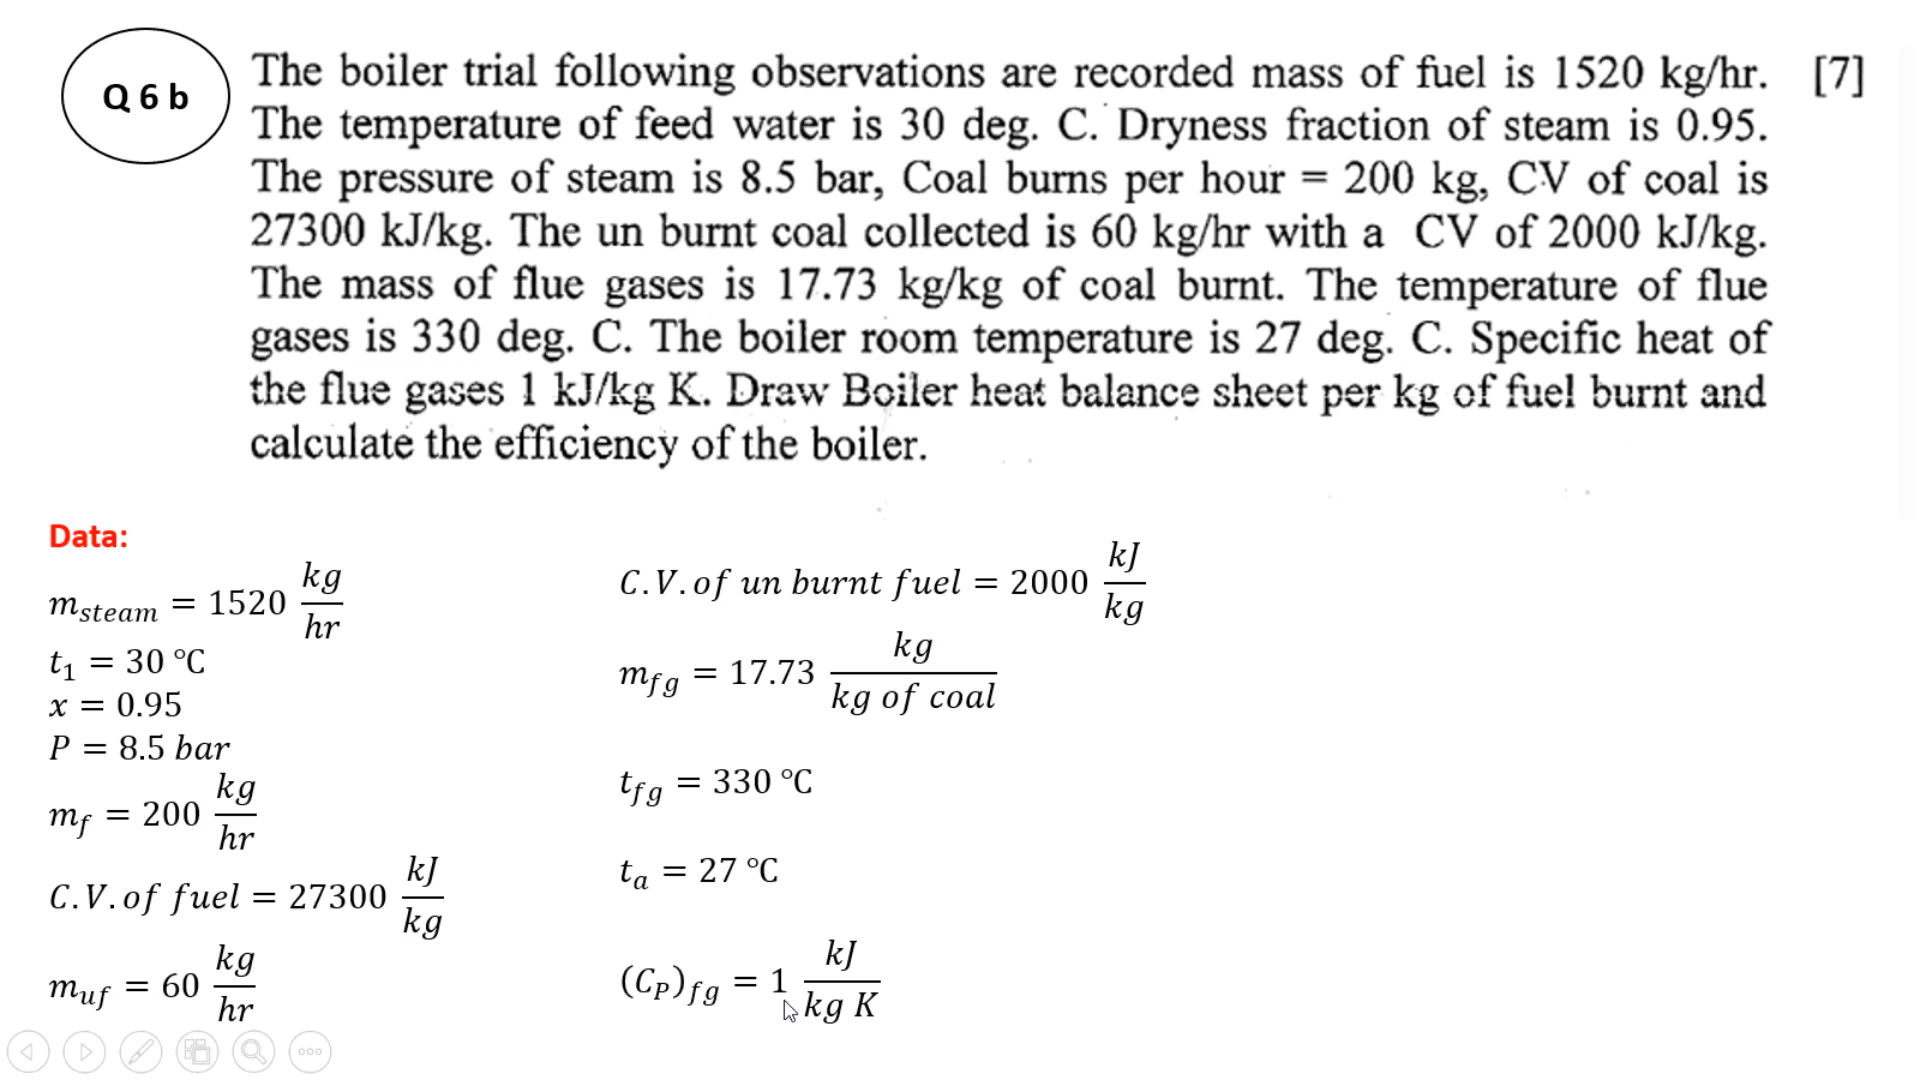 Q 6 b
The boiler trial following observations are recorded mass of fuel is 1520 kg/hr. [7]
The temperature of feed water is 30 deg. C. Dryness fraction of steam is 0.95.
The pressure of steam is 8.5 bar, Coal burns per hour = 200 kg, CV of coal is
27300 kJ/kg. The un burnt coal collected is 60 kg/hr with a CV of 2000 kJ/kg.
The mass of flue gases is 17.73 kg/kg of coal burnt. The temperature of flue
gases is 330 deg. C. The boiler room temperature is 27 deg. C. Specific heat of
the flue gases 1 kJ/kg K. Draw Boiler heat balance sheet per kg of fuel burnt and
calculate the efficiency of the boiler.
Data:
m_steam = 1520 kg/hr
t_1 = 30 °C
x = 0.95
P = 8.5 bar
m_f = 200 kg/hr
C.V. of fuel = 27300 kJ/kg
m_uf = 60 kg/hr
C.V. of un burnt fuel = 2000 kJ/kg
m_fg = 17.73 kg/kg of coal
t_fg = 330 °C
t_a = 27 °C
(C_P)_fg = 1 kJ/kg K